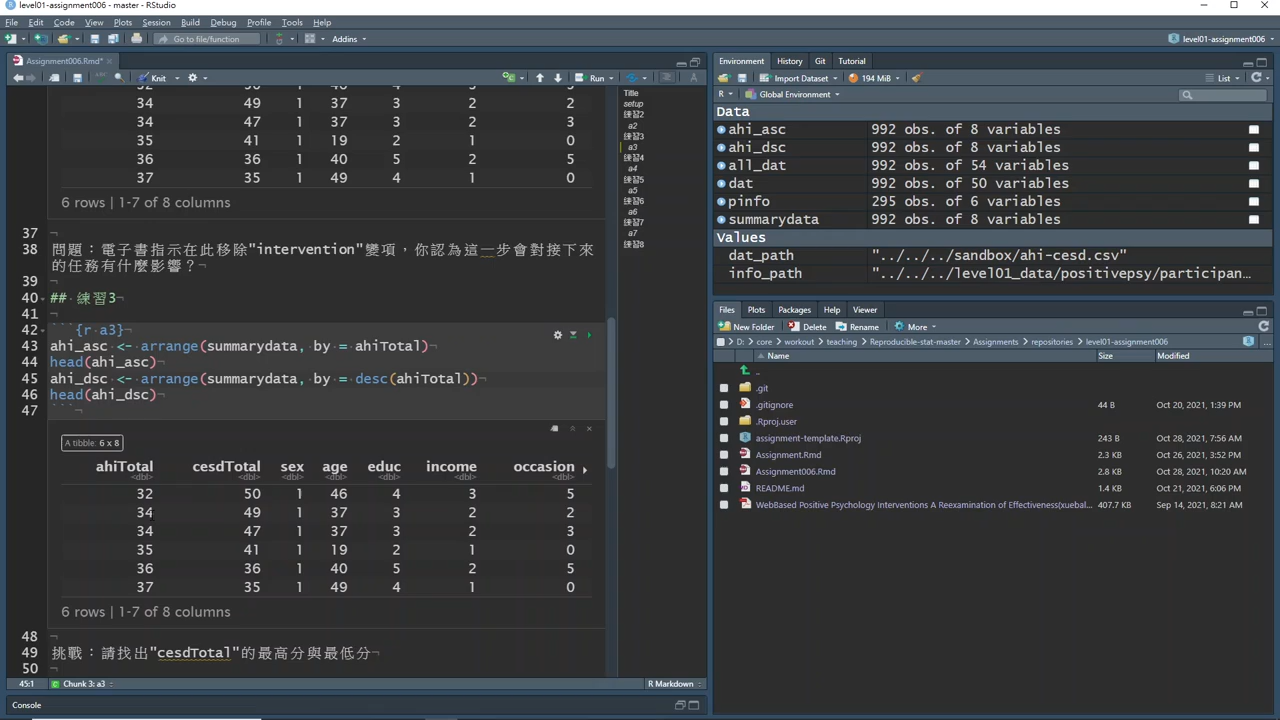 level01-assignment006 - master - RStudio
File Edit Code View Plots Session Build Debug Profile Tools Help
Go to file/function
Addins
level01-assignment006
Assignment006.Rmd*
Knit
Run
34 49 1 37 3 2 2
34 47 1 37 3 2 3
35 41 1 19 2 1 0
36 36 1 40 5 2 5
37 35 1 49 4 1 0
6 rows | 1-7 of 8 columns
37
38 問題：電子書指示在此移除"intervention"變項，你認為這一步會對接下來
的任務有什麼影響？
39
40 ## 練習3
41
42 ```{r a3}
43 ahi_asc <- arrange(summarydata, by = ahiTotal)
44 head(ahi_asc)
45 ahi_dsc <- arrange(summarydata, by = desc(ahiTotal))
46 head(ahi_dsc)
47 ```
A tibble: 6 x 8
ahiTotal cesdTotal sex age educ income occasion
<dbl> <dbl> <dbl> <dbl> <dbl> <dbl> <dbl>
32 50 1 46 4 3 5
34 49 1 37 3 2 2
34 47 1 37 3 2 3
35 41 1 19 2 1 0
36 36 1 40 5 2 5
37 35 1 49 4 1 0
6 rows | 1-7 of 8 columns
48
49 挑戰：請找出"cesdTotal"的最高分與最低分
50
45:1 Chunk 3: a3 R Markdown
Console
Title
setup
練習2
a2
練習3
a3
練習4
a4
練習5
a5
練習6
a6
練習7
a7
練習8
Environment History Git Tutorial
Import Dataset 194 MiB List
R Global Environment
Data
ahi_asc 992 obs. of 8 variables
ahi_dsc 992 obs. of 8 variables
all_dat 992 obs. of 54 variables
dat 992 obs. of 50 variables
pinfo 295 obs. of 6 variables
summarydata 992 obs. of 8 variables
Values
dat_path "../../../sandbox/ahi-cesd.csv"
info_path "../../../level01_data/positivepsy/participan...
Files Plots Packages Help Viewer
New Folder Delete Rename More
D: core workout teaching Reproducible-stat-master Assignments repositories level01-assignment006
Name Size Modified
..
.git
.gitignore 44 B Oct 20, 2021, 1:39 PM
.Rproj.user
assignment-template.Rproj 243 B Oct 28, 2021, 7:56 AM
Assignment.Rmd 2.3 KB Oct 26, 2021, 3:52 PM
Assignment006.Rmd 2.8 KB Oct 28, 2021, 10:20 AM
README.md 1.4 KB Oct 21, 2021, 6:06 PM
WebBased Positive Psychology Interventions A Reexamination of Effectiveness(xuebal... 407.7 KB Sep 14, 2021, 8:21 AM